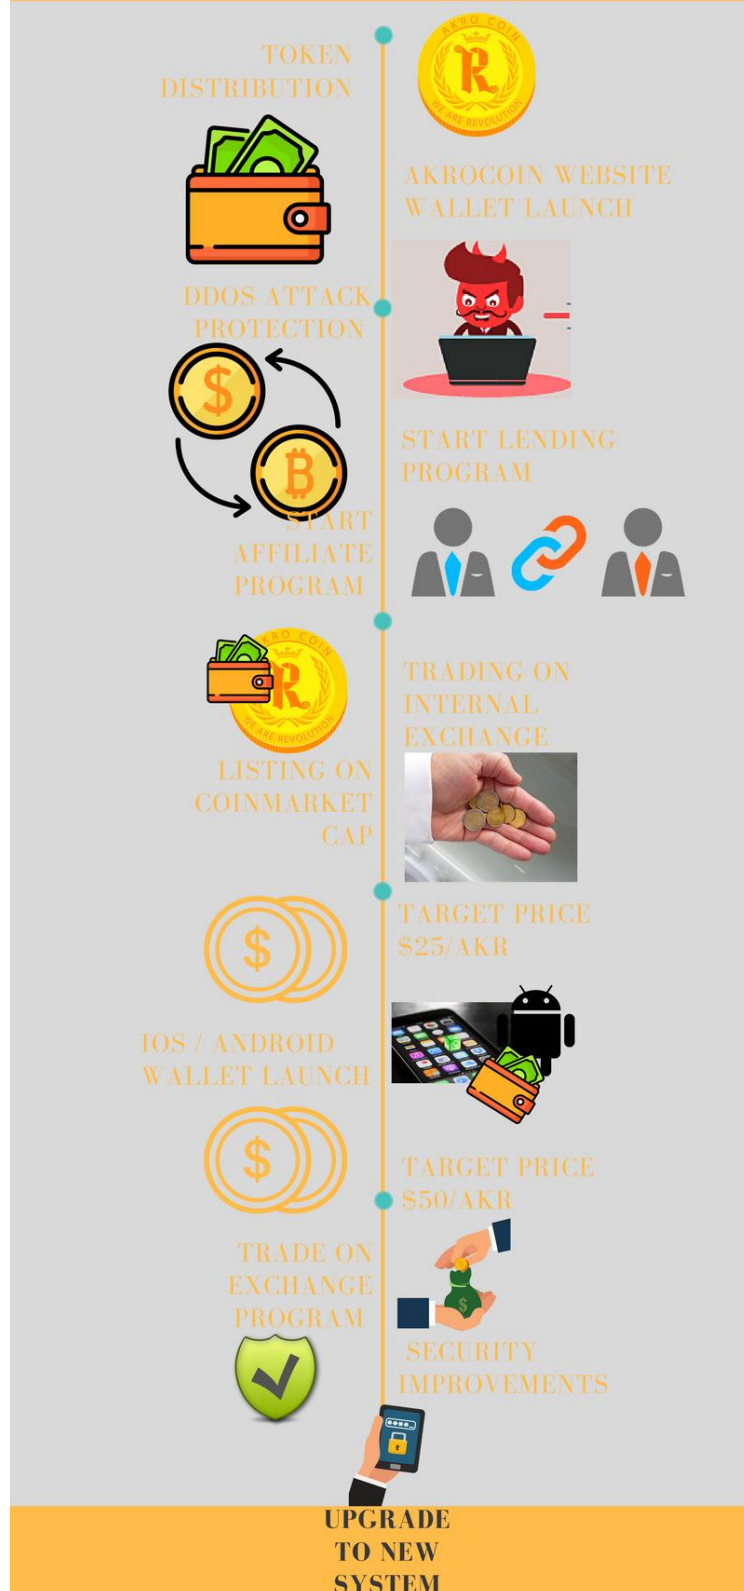 AKRO COIN
R
WE ARE REVOLUTION
TOKEN
DISTRIBUTION
AKROCOIN WEBSITE
WALLET LAUNCH
DDOS ATTACK
PROTECTION
$
B
START LENDING
PROGRAM
START
AFFILIATE
PROGRAM
KRO COIN
R
WE ARE REVOLUTION
TRADING ON
INTERNAL
EXCHANGE
LISTING ON
COINMARKET
CAP
TARGET PRICE
$25/AKR
$
IOS / ANDROID
WALLET LAUNCH
$
TARGET PRICE
$50/AKR
TRADE ON
EXCHANGE
PROGRAM
$
SECURITY
IMPROVEMENTS
UPGRADE
TO NEW
SYSTEM